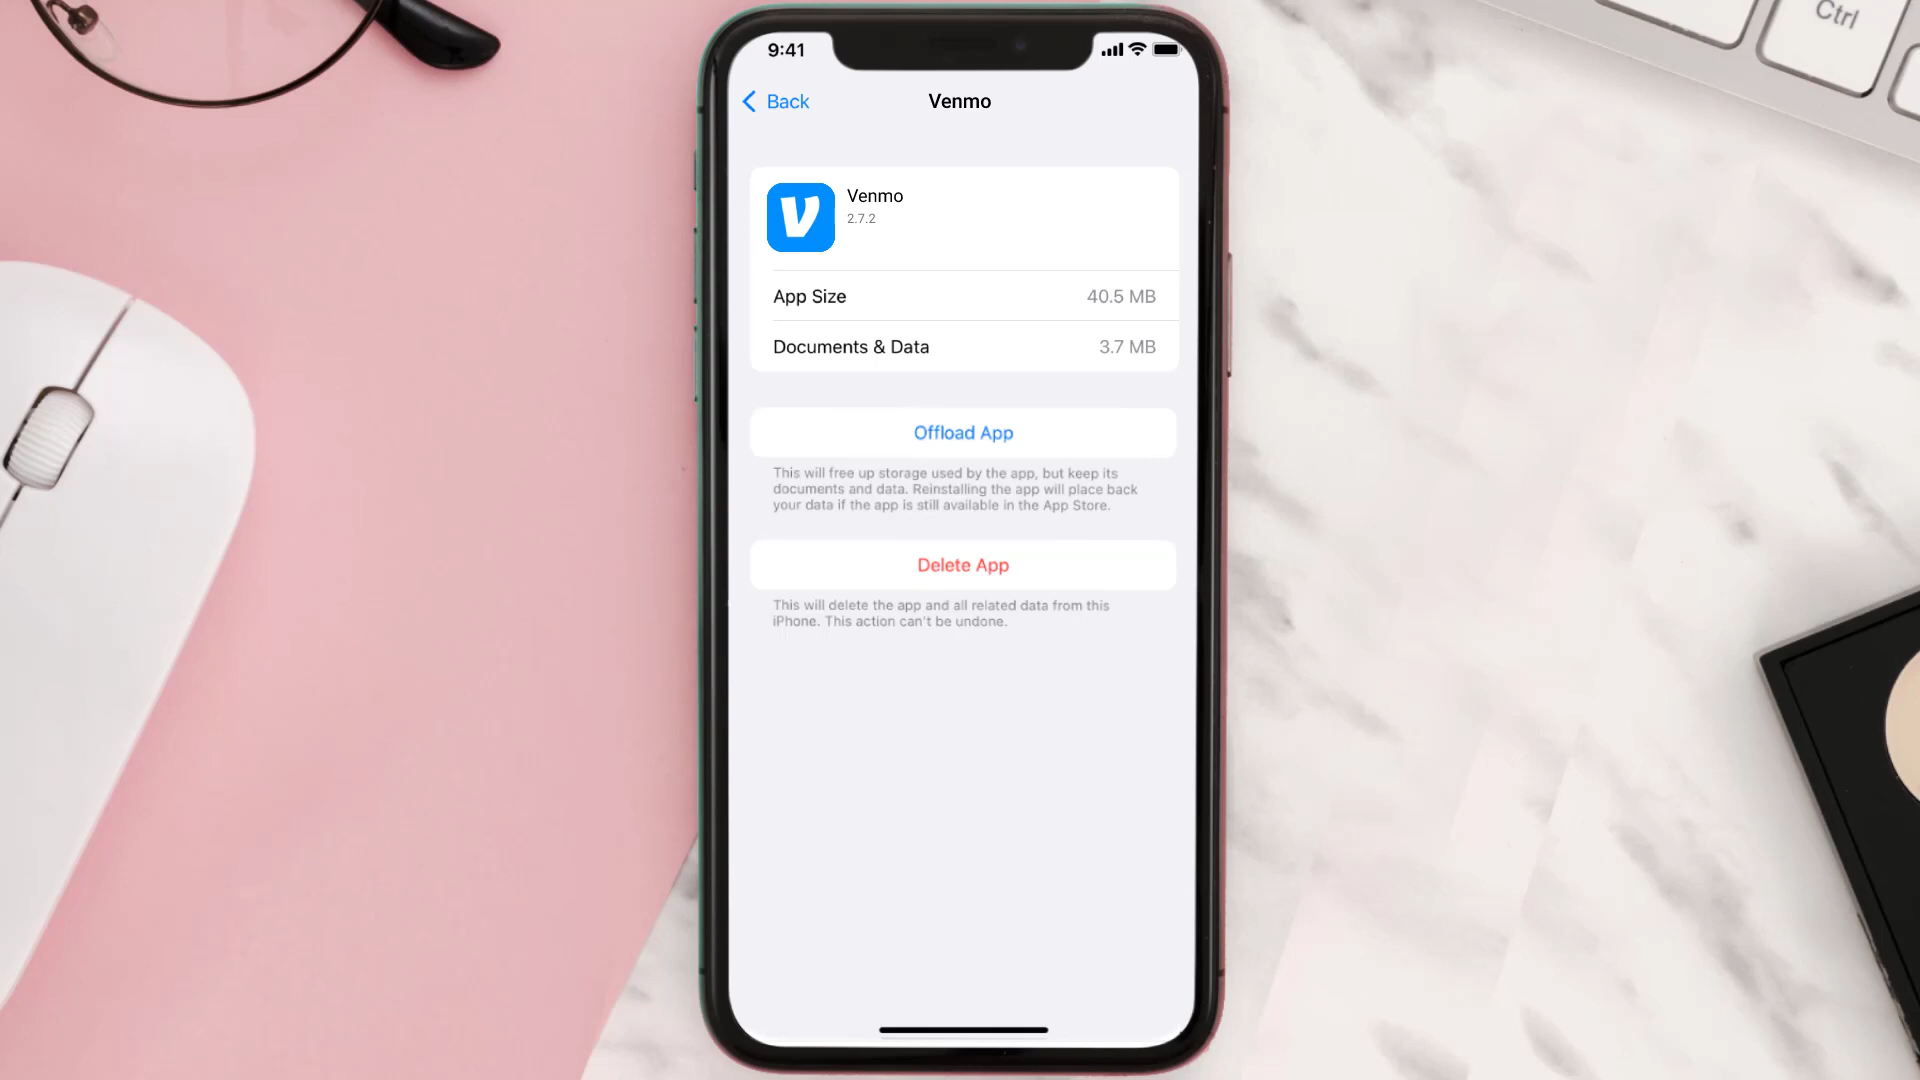 Ctrl
9:41
Back
Venmo
Venmo
2.7.2
App Size
40.5 MB
Documents & Data
3.7 MB
Offload App
This will free up storage used by the app, but keep its
documents and data. Reinstalling the app will place back
your data if the app is still available in the App Store.
Delete App
This will delete the app and all related data from this
iPhone. This action can't be undone.